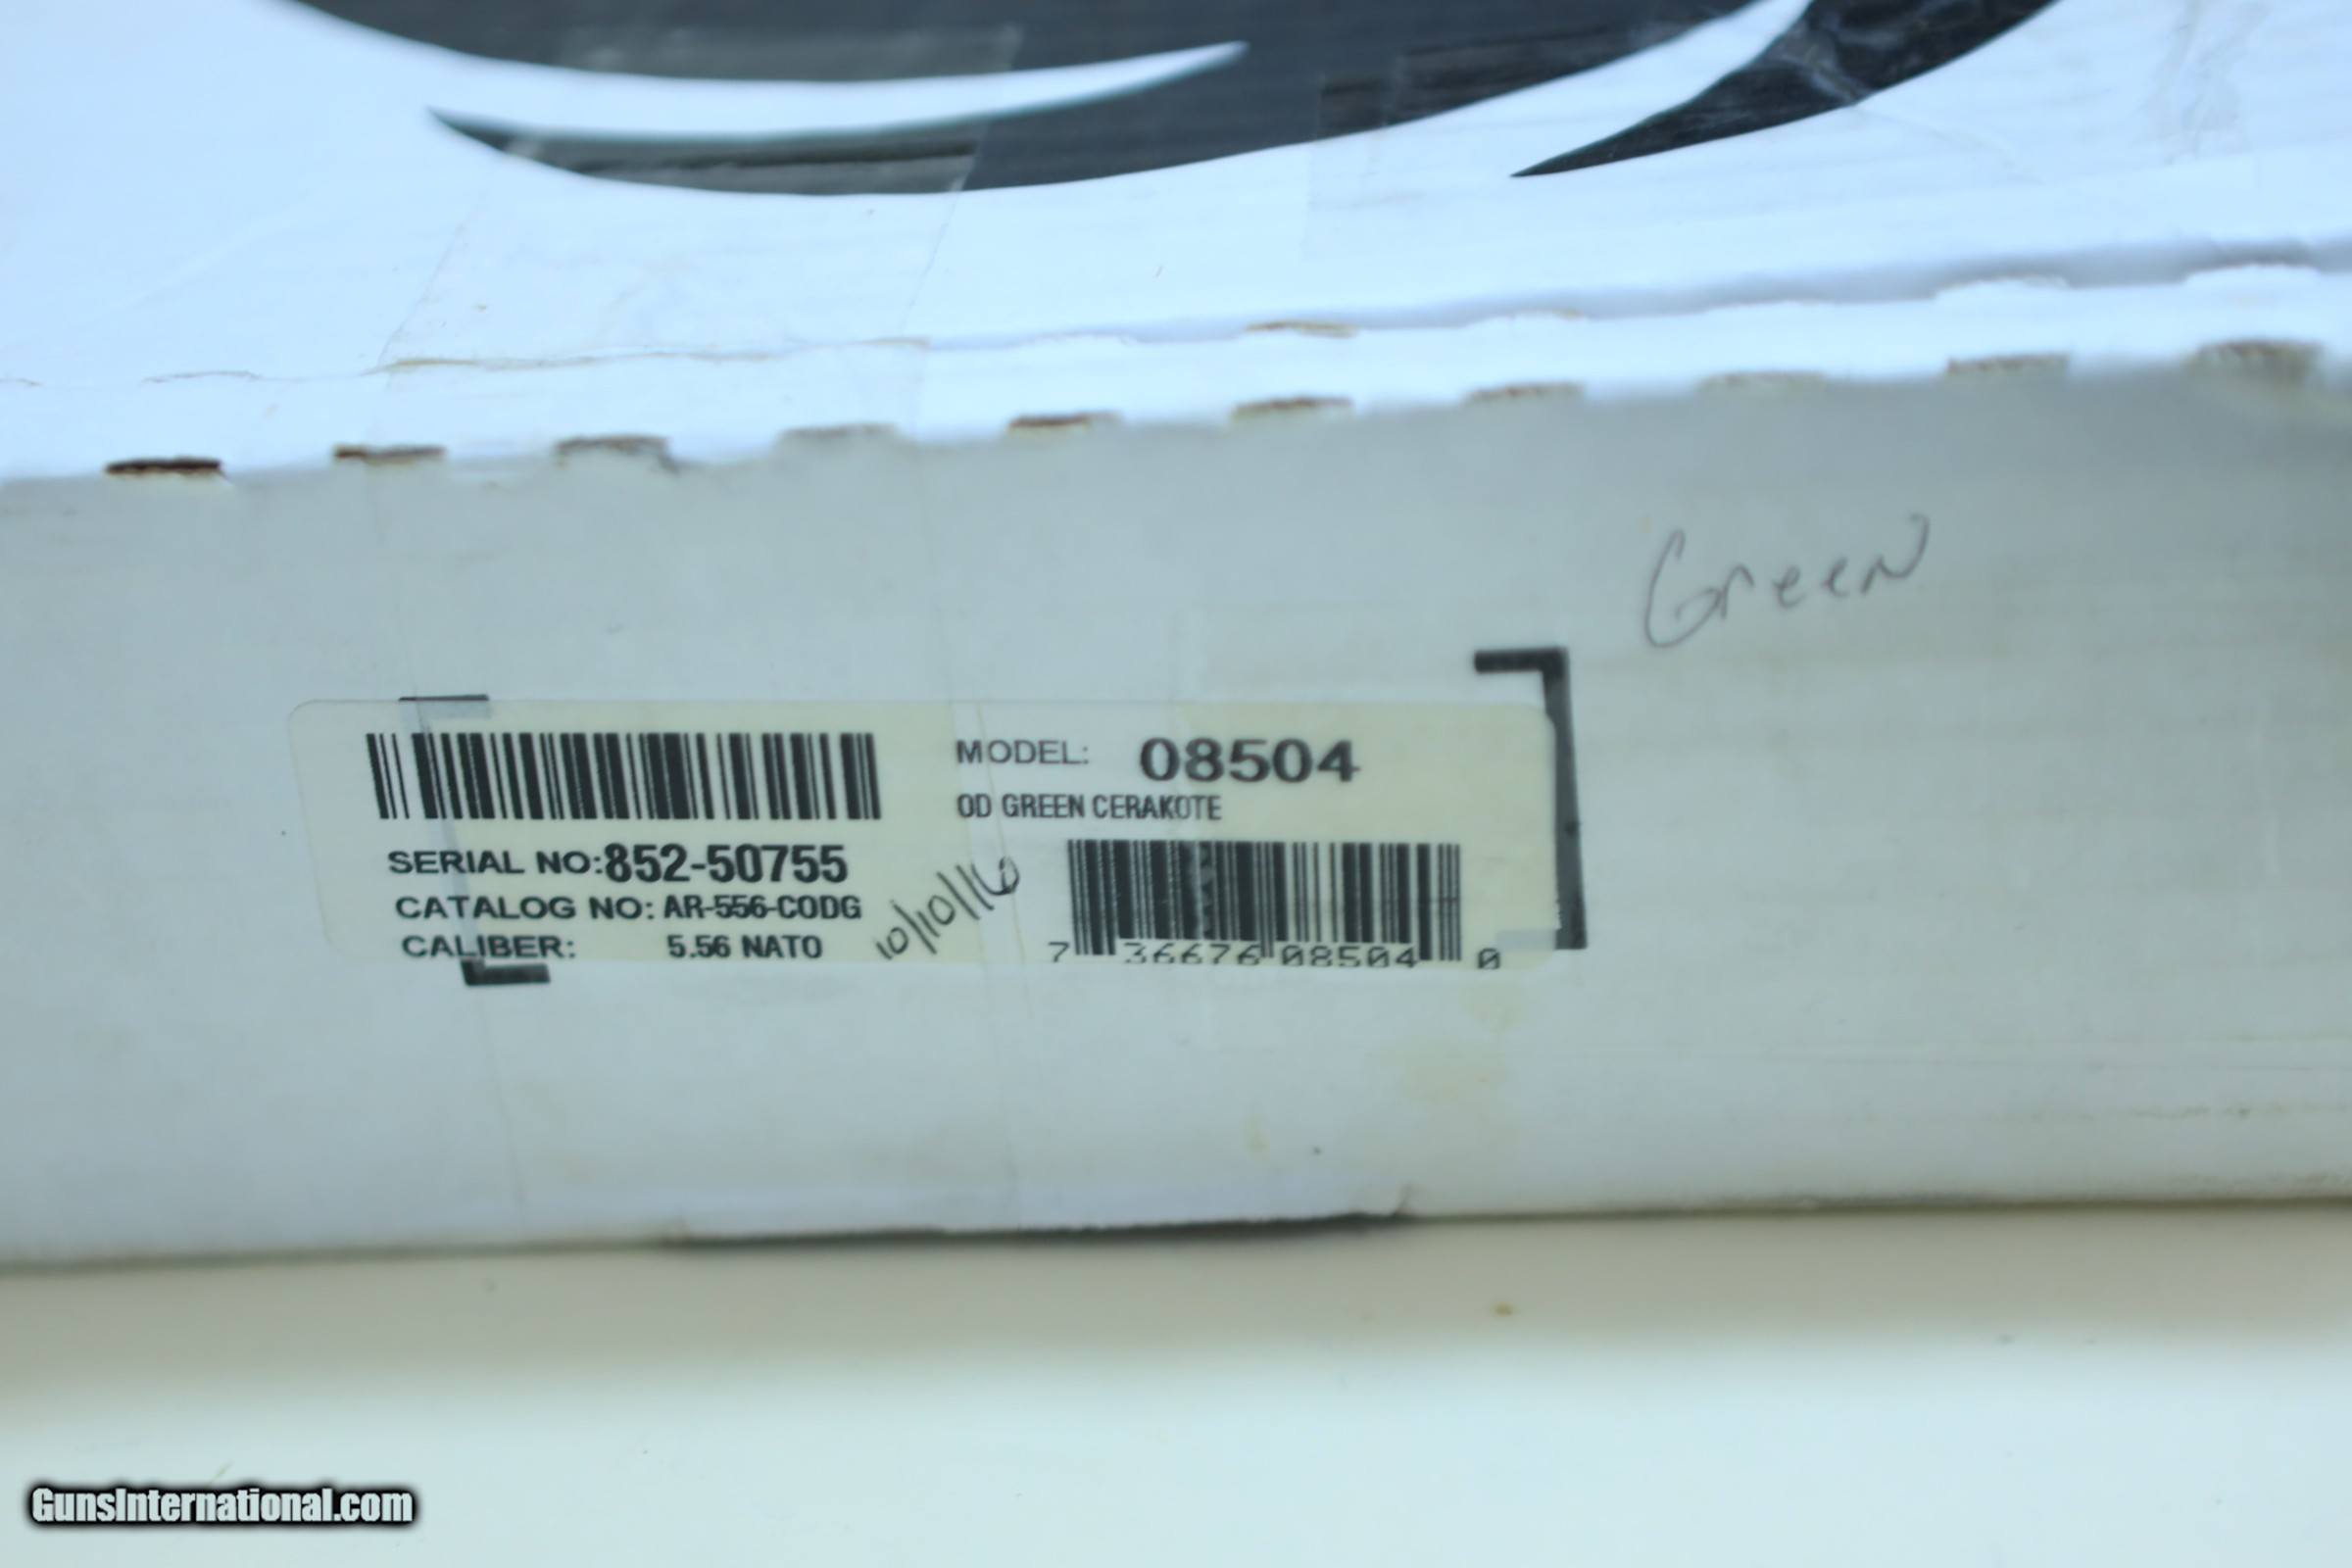 Green
MODEL: 08504
OD GREEN CERAKOTE
SERIAL NO:852-50755
CATALOG NO: AR-556-CODG
CALIBER: 5.56 NATO
10/10/16
7 36676 08504 0
GunsInternational.com